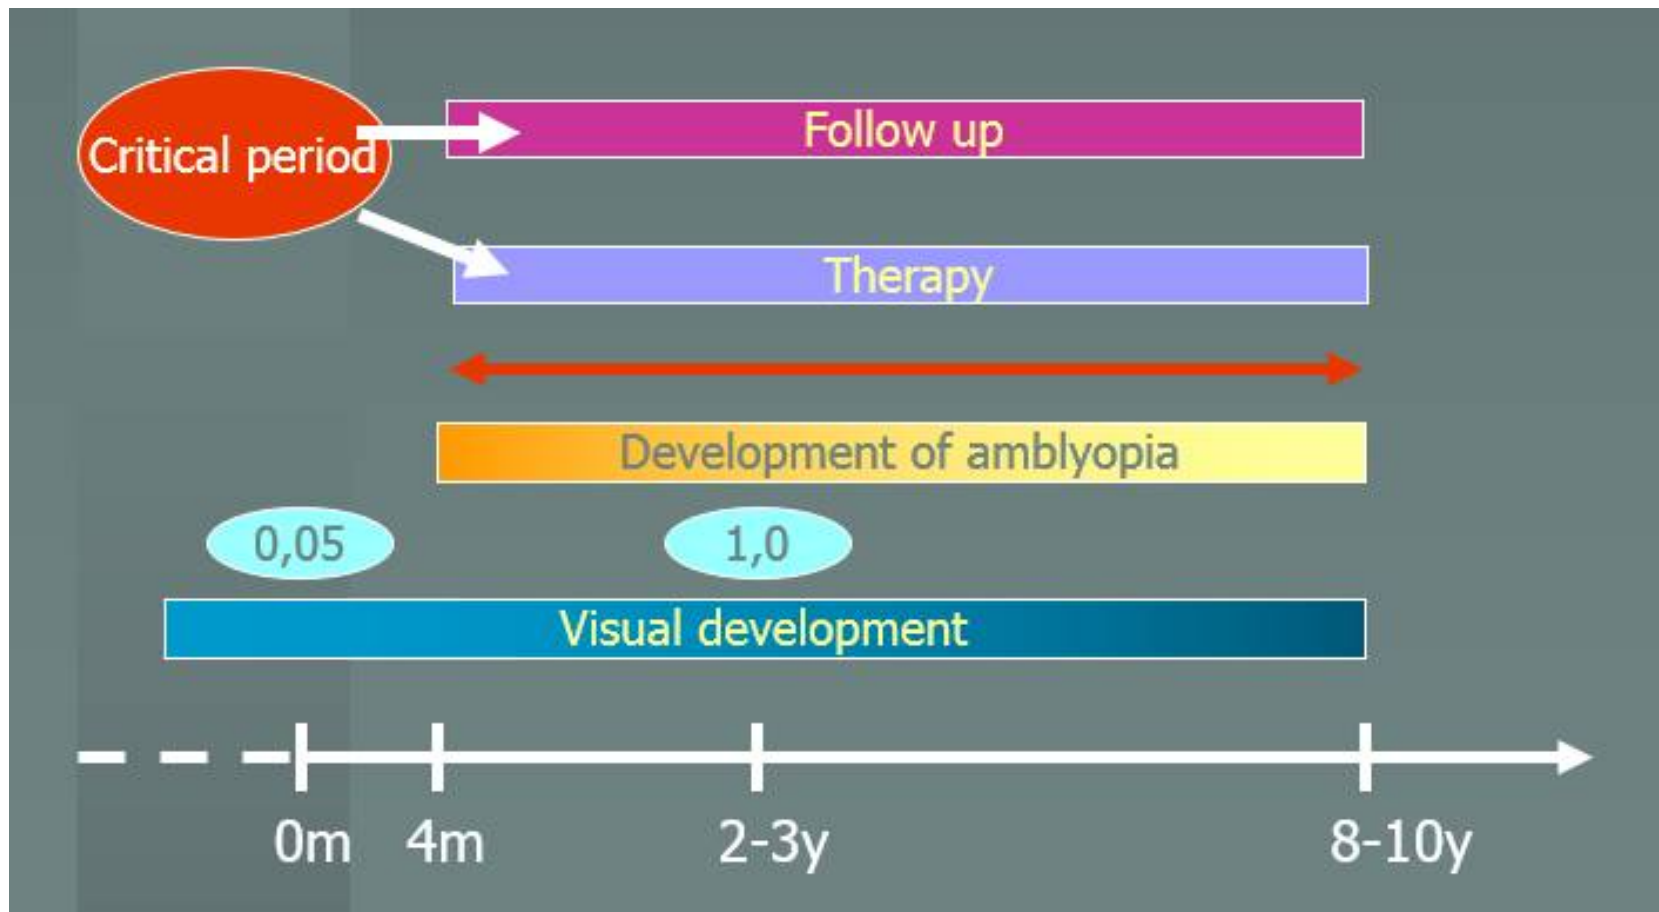 Critical period
Follow up
Therapy
Development of amblyopia
0,05
1,0
Visual development
0m
4m
2-3y
8-10y